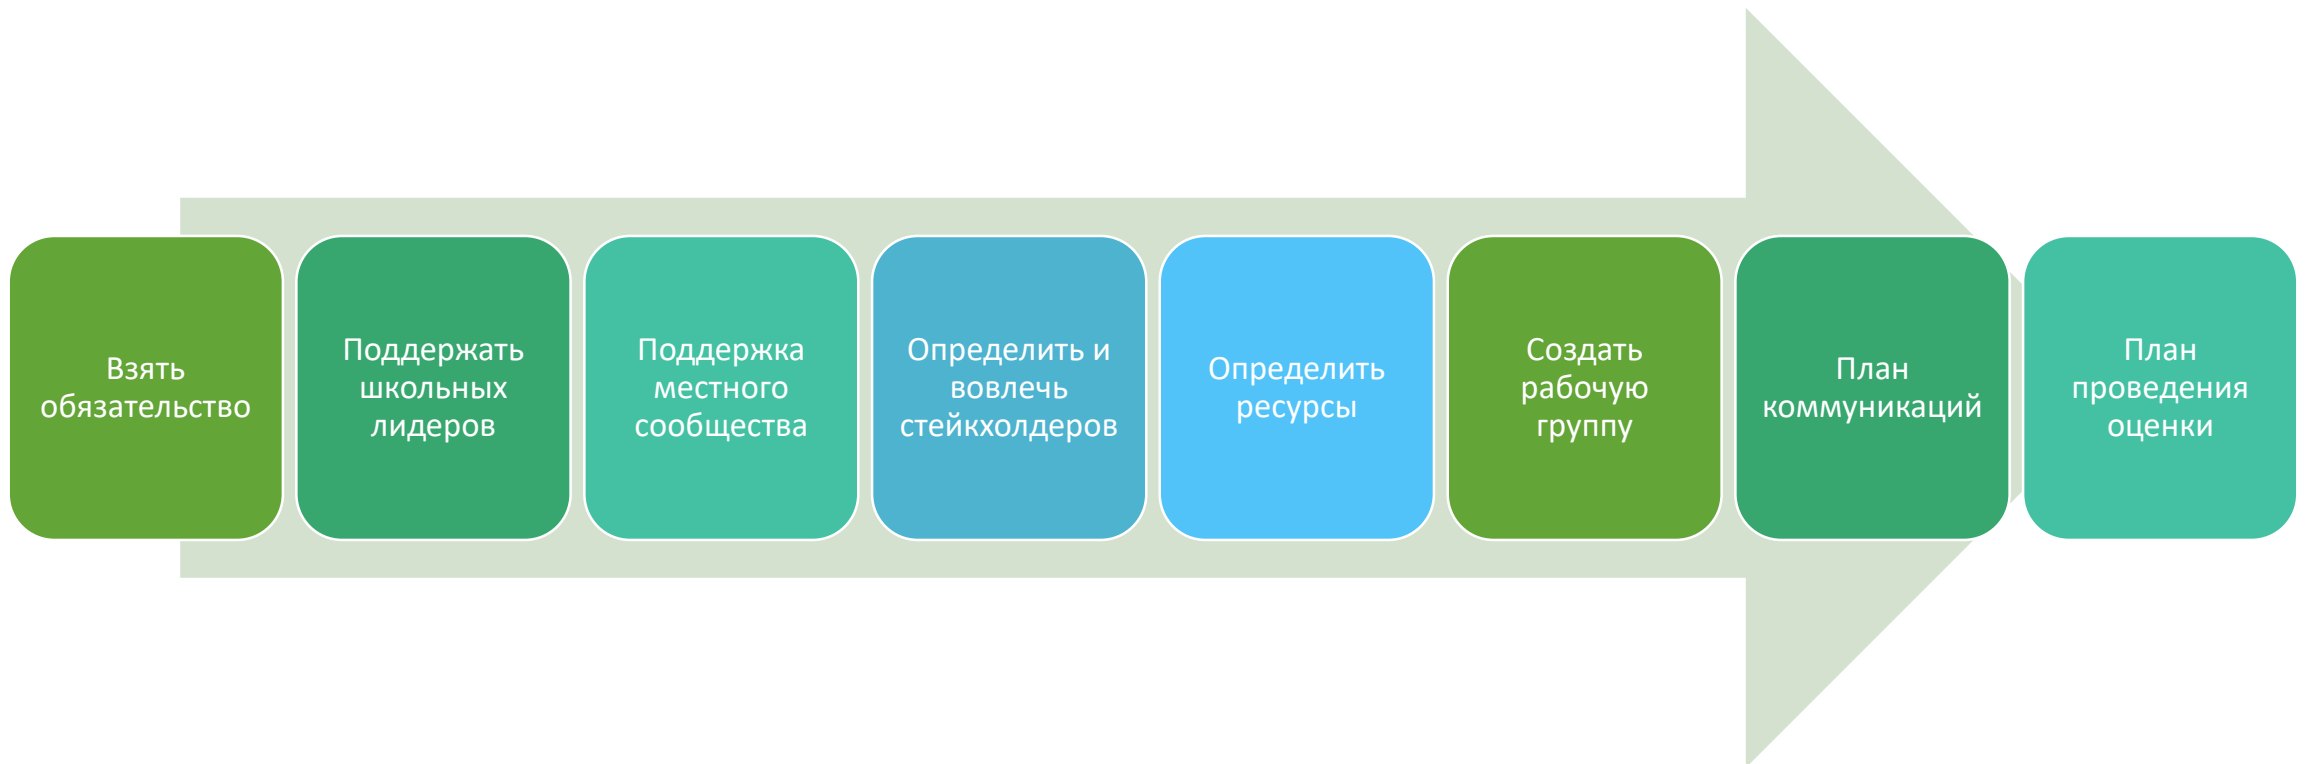 Взять
обязательство
Поддержать
школьных
лидеров
Поддержка
местного
сообщества
Определить и
вовлечь
стейкхолдеров
Определить
ресурсы
Создать
рабочую
группу
План
коммуникаций
План
проведения
оценки